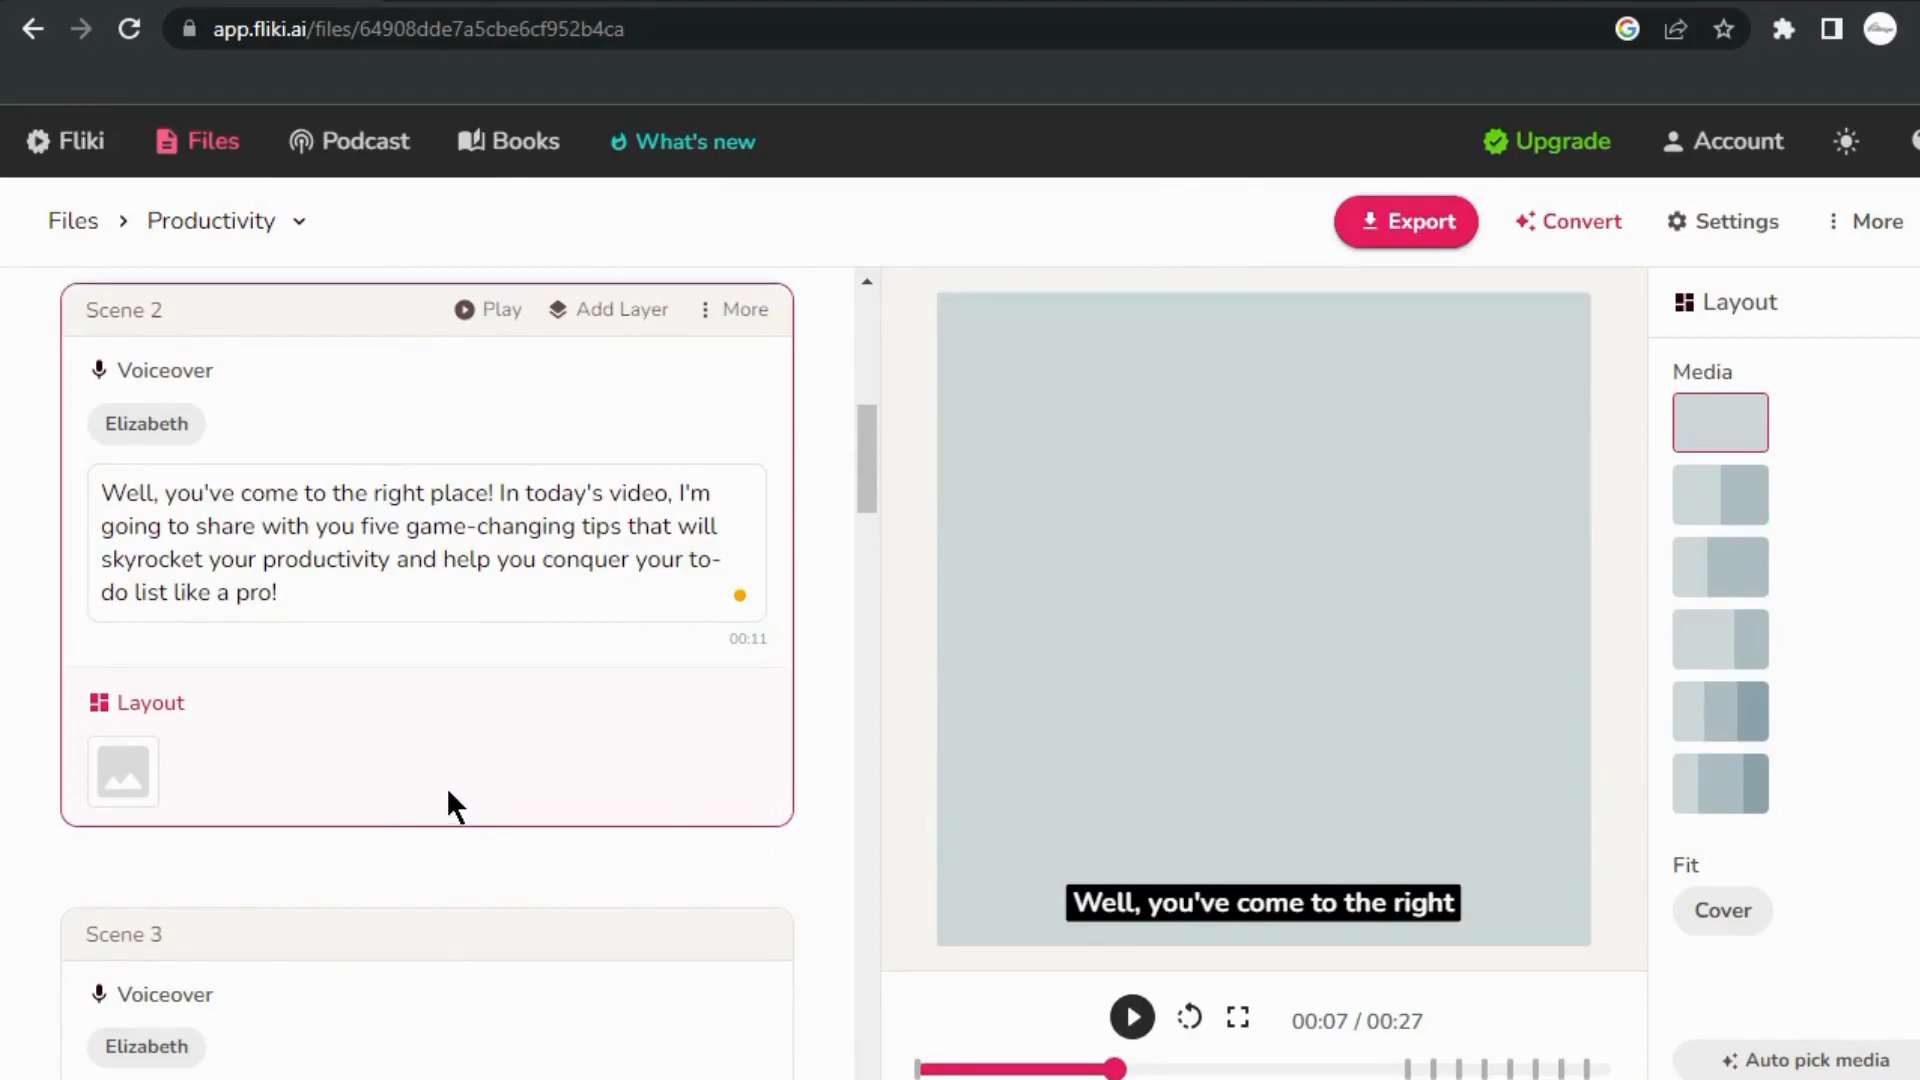 app.fliki.ai/files/64908dde7a5cbe6cf952b4ca
Fliki
Files
Podcast
Books
What's new
Upgrade
Account
Files > Productivity
Export
Convert
Settings
More
Scene 2
Play
Add Layer
More
Voiceover
Elizabeth
Well, you've come to the right place! In today's video, I'm
going to share with you five game-changing tips that will
skyrocket your productivity and help you conquer your to-
do list like a pro!
00:11
Layout
Scene 3
Voiceover
Elizabeth
Well, you've come to the right
00:07 / 00:27
Layout
Media
Fit
Cover
Auto pick media